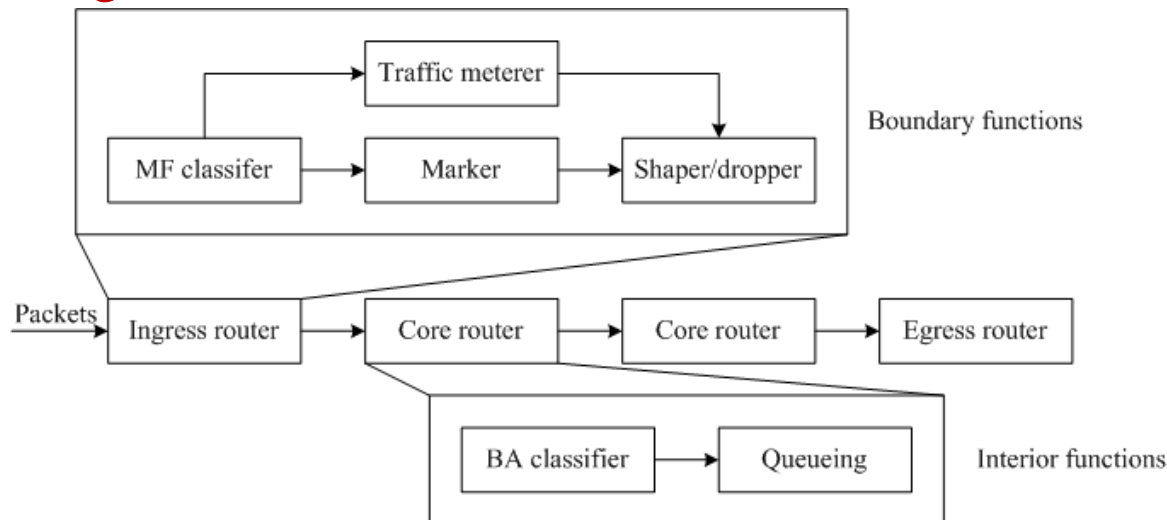 Traffic meterer
Boundary functions
MF classifer
Marker
Shaper/dropper
Packets
Ingress router
Core router
Core router
Egress router
BA classifier
Queueing
Interior functions